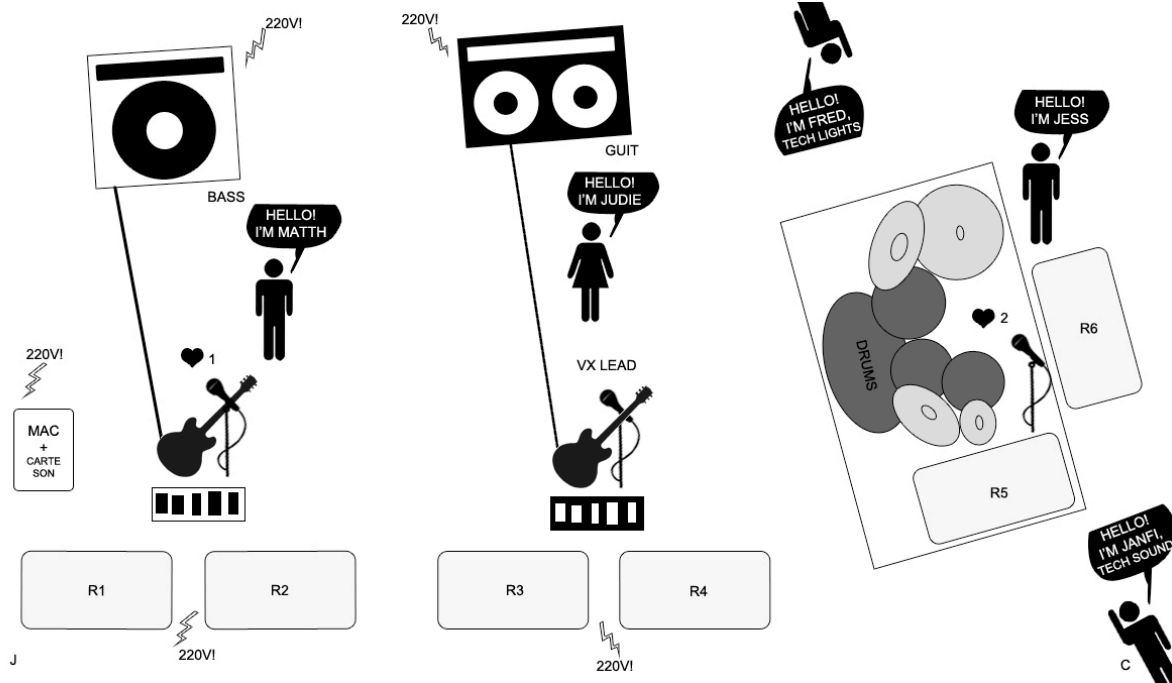 220V!
220V!
HELLO!
I'M FRED,
TECH LIGHTS
HELLO!
I'M JESS
GUIT
BASS
HELLO!
I'M JUDIE
HELLO!
I'M MATTH
2
R6
DRUMS
220V!
1
VX LEAD
MAC
+
CARTE
SON
R5
HELLO!
I'M JANFI,
TECH SOUND
R1
R2
R3
R4
220V!
220V!
J
C